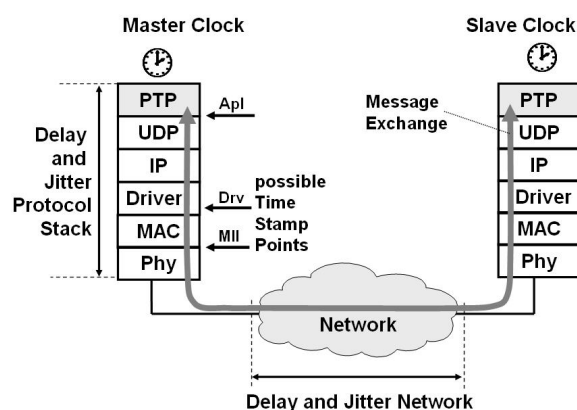 Master Clock
Slave Clock
PTP
UDP
IP
Driver
MAC
Phy
Delay
and
Jitter
Protocol
Stack
Apl
Drv
MII
possible
Time
Stamp
Points
Message
Exchange
PTP
UDP
IP
Driver
MAC
Phy
Network
Delay and Jitter Network